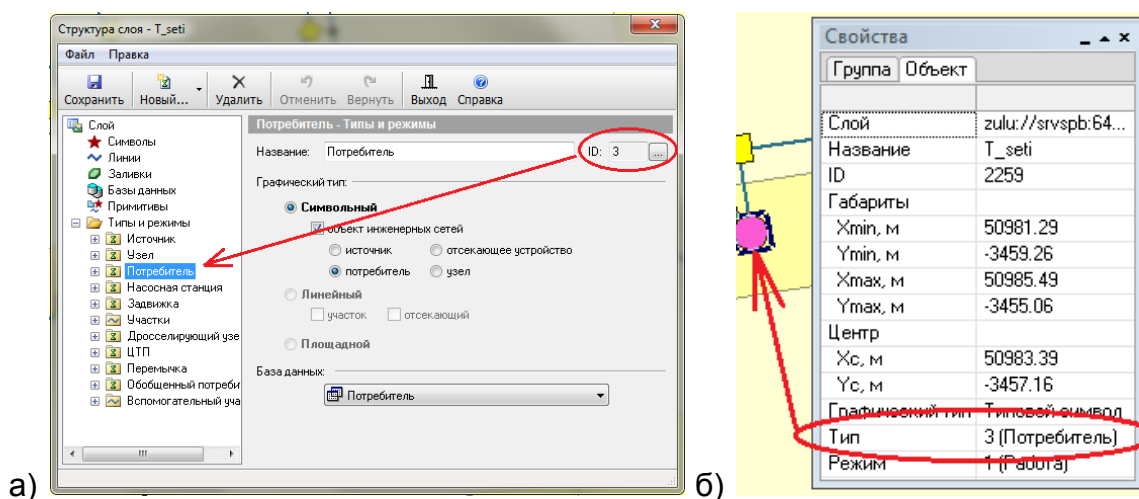 Структура слоя - T_seti
Файл Правка
Сохранить Новый... Удалить Отменить Вернуть Выход Справка
Слой
Символы
Линии
Заливки
Базы данных
Примитивы
Типы и режимы
Источник
Узел
Потребитель
Насосная станция
Задвижка
Участки
Дросселирующий узе
ЦТП
Перемычка
Обобщенный потреби
Вспомогательный уча
Потребитель - Типы и режимы
Название: Потребитель ID: 3 ...
Графический тип:
Символьный
объект инженерных сетей
источник отсекающее устройство
потребитель узел
Линейный
участок отсекающий
Площадной
База данных:
Потребитель
а)
Свойства
Группа Объект
Слой zulu://srvspb:64...
Название T_seti
ID 2259
Габариты
Xmin, м 50981.29
Ymin, м -3459.26
Xmax, м 50985.49
Ymax, м -3455.06
Центр
Xc, м 50983.39
Yc, м -3457.16
Графический тип Типовой символ
Тип 3 (Потребитель)
Режим 1 (Работа)
б)